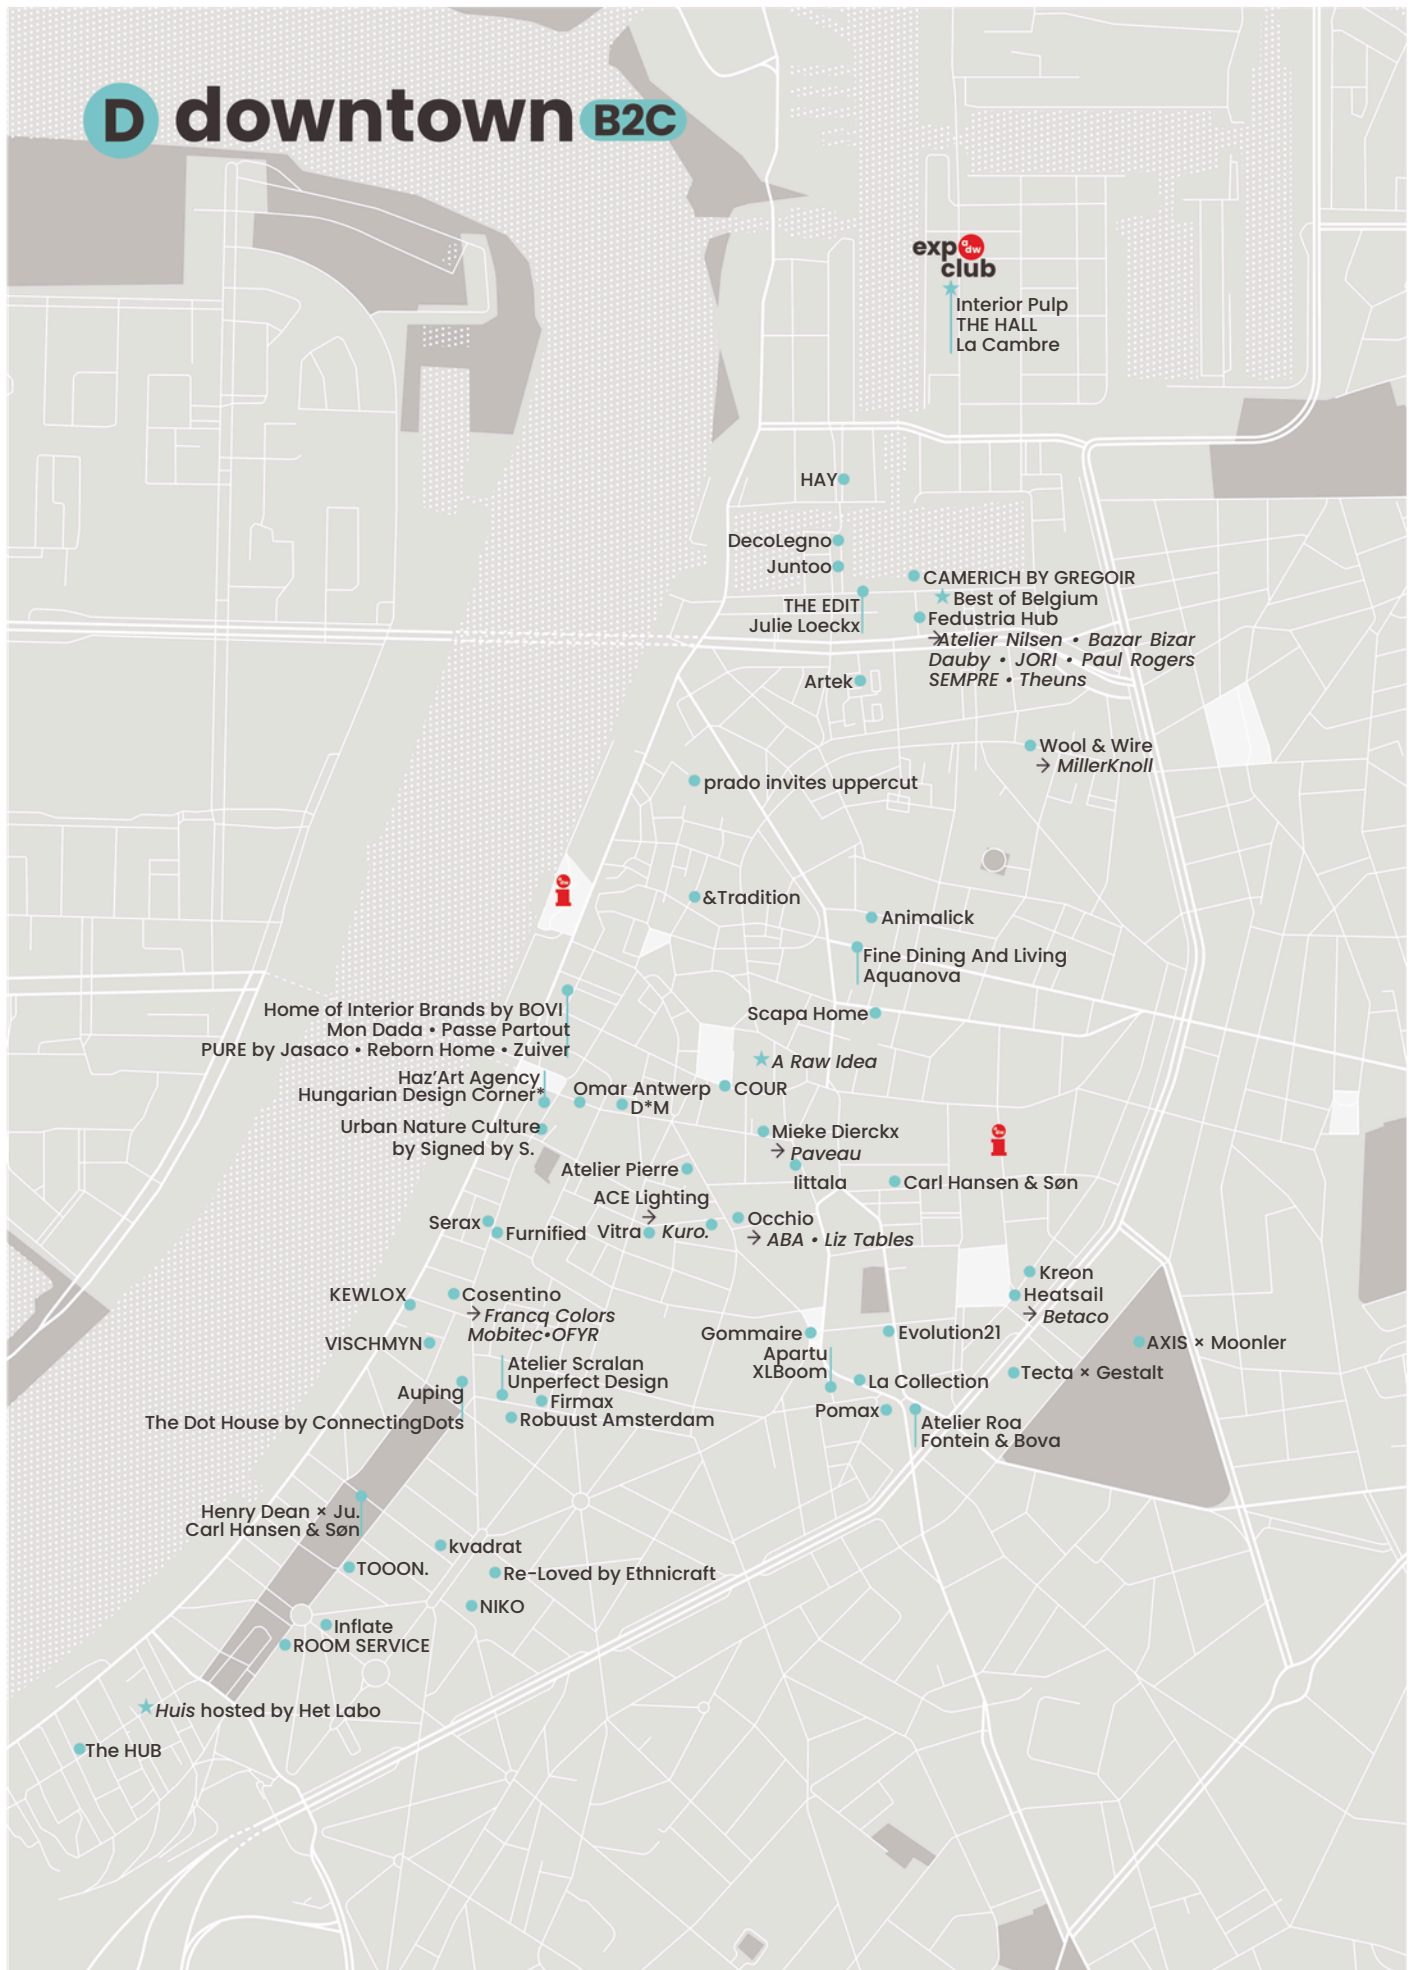 D downtown B2C
exp adw
club
Interior Pulp
THE HALL
La Cambre
HAY
DecoLegno
Juntoo
CAMERICH BY GREGOIR
Best of Belgium
THE EDIT
Julie Loeckx
Fedustria Hub
→Atelier Nilsen • Bazar Bizar
Dauby • JORI • Paul Rogers
SEMPRE • Theuns
Artek
Wool & Wire
→ MillerKnoll
prado invites uppercut
&Tradition
Animalick
Fine Dining And Living
Aquanova
Home of Interior Brands by BOVI
Mon Dada • Passe Partout
PURE by Jasaco • Reborn Home • Zuiver
Scapa Home
A Raw Idea
Haz'Art Agency
Hungarian Design Corner*
Omar Antwerp
D*M
COUR
Urban Nature Culture
by Signed by S.
Mieke Dierckx
→ Paveau
Iittala
Atelier Pierre
Carl Hansen & Søn
ACE Lighting
→
Vitra
Kuro.
Occhio
→ ABA • Liz Tables
Serax
Furnified
KEWLOX
Cosentino
→ Francq Colors
Mobitec•OFYR
Kreon
Heatsail
→ Betaco
VISCHMYN
Gommaire
Apartu
XLBoom
Evolution21
AXIS × Moonler
Atelier Scralan
Unperfect Design
Firmax
Robuust Amsterdam
Auping
The Dot House by ConnectingDots
La Collection
Tecta × Gestalt
Pomax
Atelier Roa
Fontein & Bova
Henry Dean × Ju.
Carl Hansen & Søn
kvadrat
TOOON.
Re-Loved by Ethnicraft
NIKO
Inflate
ROOM SERVICE
Huis hosted by Het Labo
The HUB